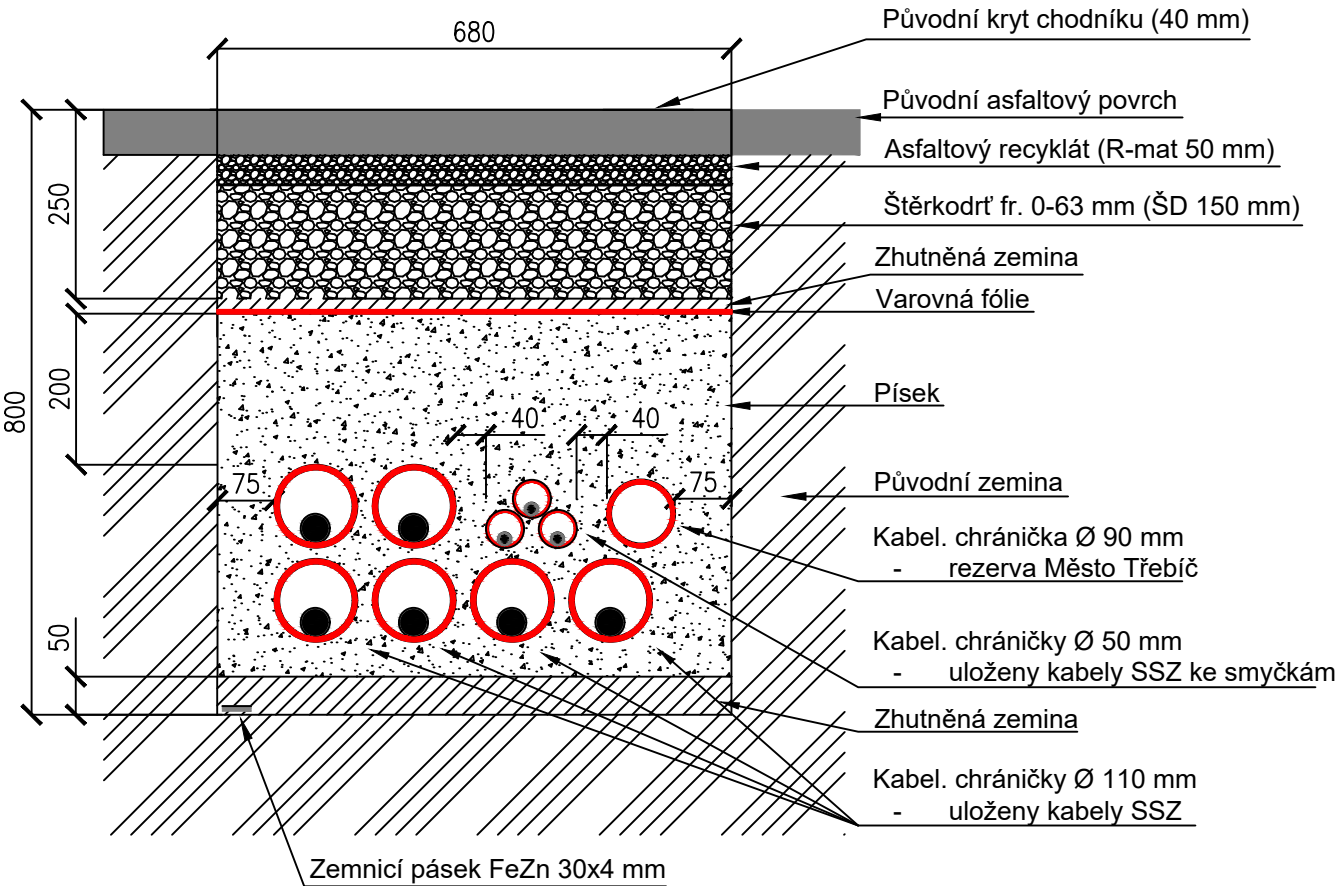 680
Původní kryt chodníku (40 mm)
Původní asfaltový povrch
Asfaltový recyklát (R-mat 50 mm)
250
Štěrkodrť fr. 0-63 mm (ŠD 150 mm)
Zhutněná zemina
Varovná fólie
800
200
Písek
40
40
75
75
Původní zemina
Kabel. chránička Ø 90 mm
- rezerva Město Třebíč
50
Kabel. chráničky Ø 50 mm
- uloženy kabely SSZ ke smyčkám
Zhutněná zemina
Kabel. chráničky Ø 110 mm
- uloženy kabely SSZ
Zemnicí pásek FeZn 30x4 mm